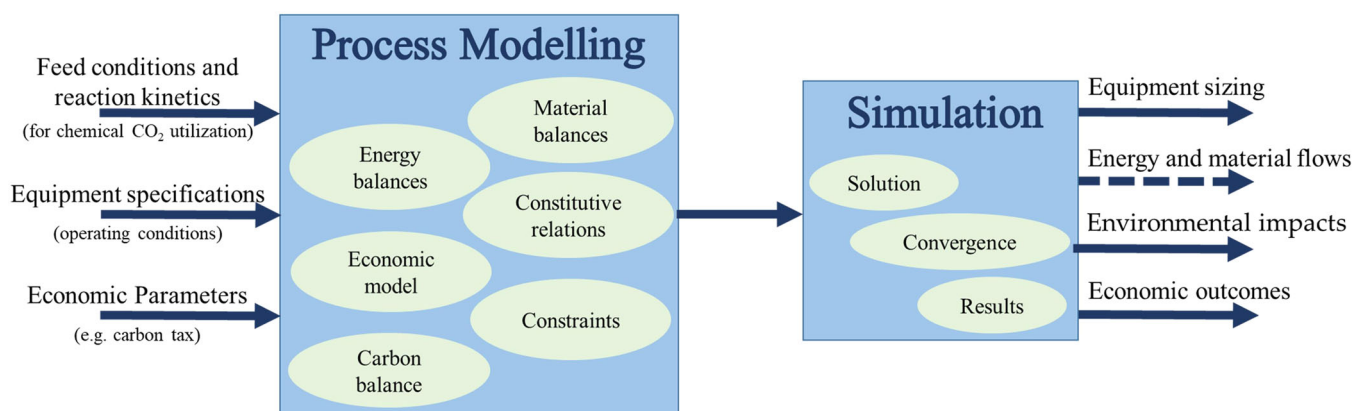 Feed conditions and
reaction kinetics
(for chemical CO₂ utilization)
Equipment specifications
(operating conditions)
Economic Parameters
(e.g. carbon tax)
Process Modelling
Material
balances
Energy
balances
Constitutive
relations
Economic
model
Constraints
Carbon
balance
Simulation
Solution
Convergence
Results
Equipment sizing
Energy and material flows
Environmental impacts
Economic outcomes